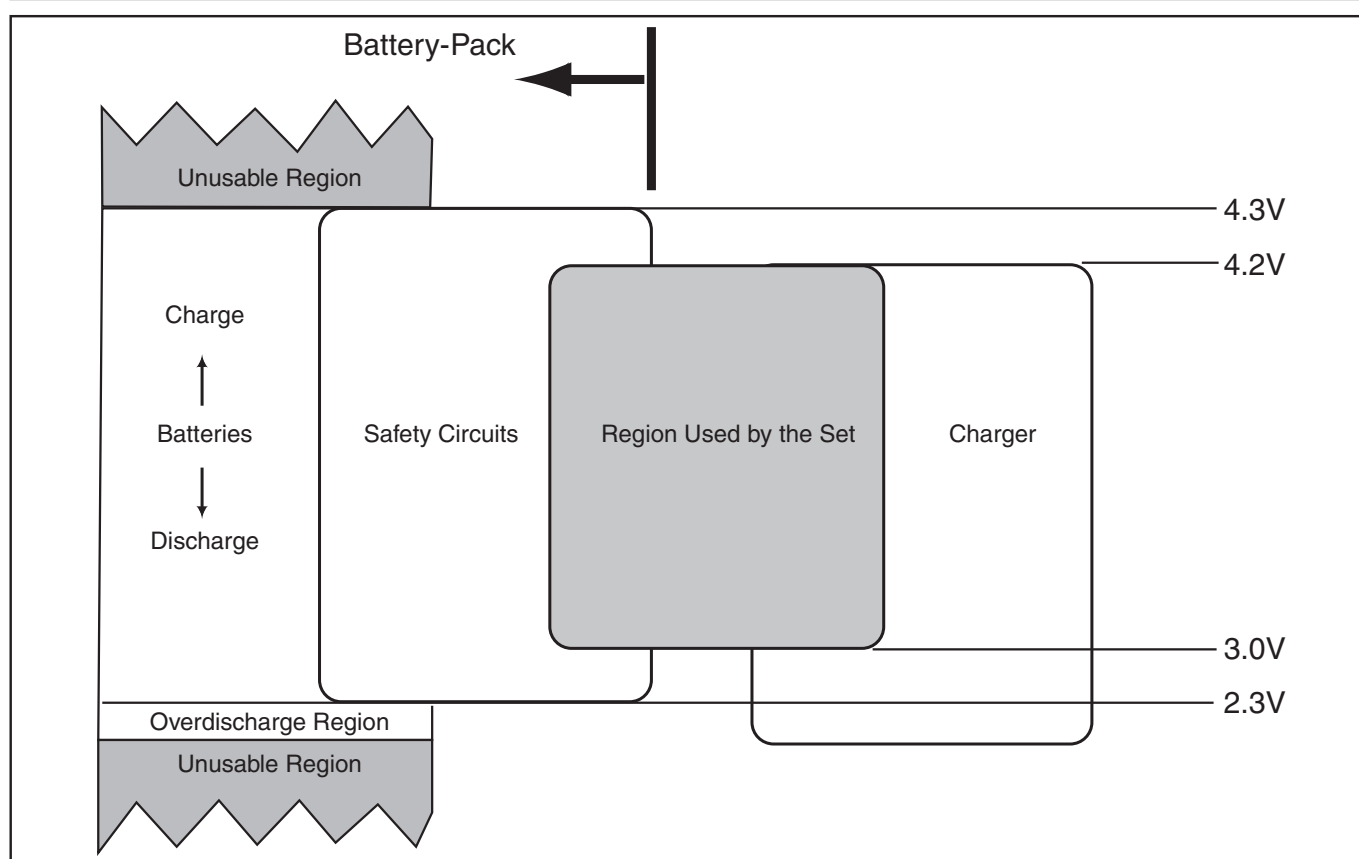 Battery-Pack
Unusable Region
4.3V
4.2V
Charge
Batteries
Safety Circuits
Region Used by the Set
Charger
Discharge
3.0V
2.3V
Overdischarge Region
Unusable Region